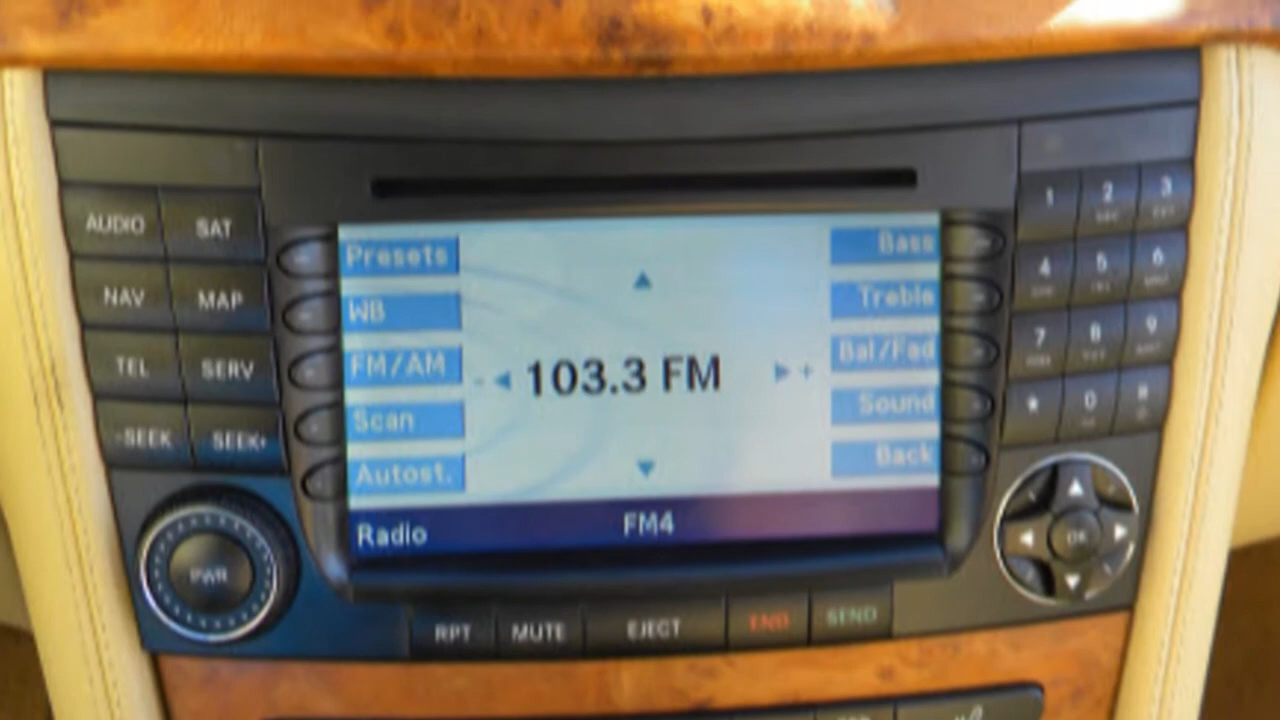 AUDIO SAT
NAV MAP
TEL SERV
-SEEK SEEK+
PWR
Presets
WB
FM/AM
Scan
Autost.
- 103.3 FM +
Bass
Treble
Bal/Fad
Sound
Back
Radio FM4
1 2 3
4 5 6
7 8 9
* 0
OK
RPT MUTE EJECT END SEND